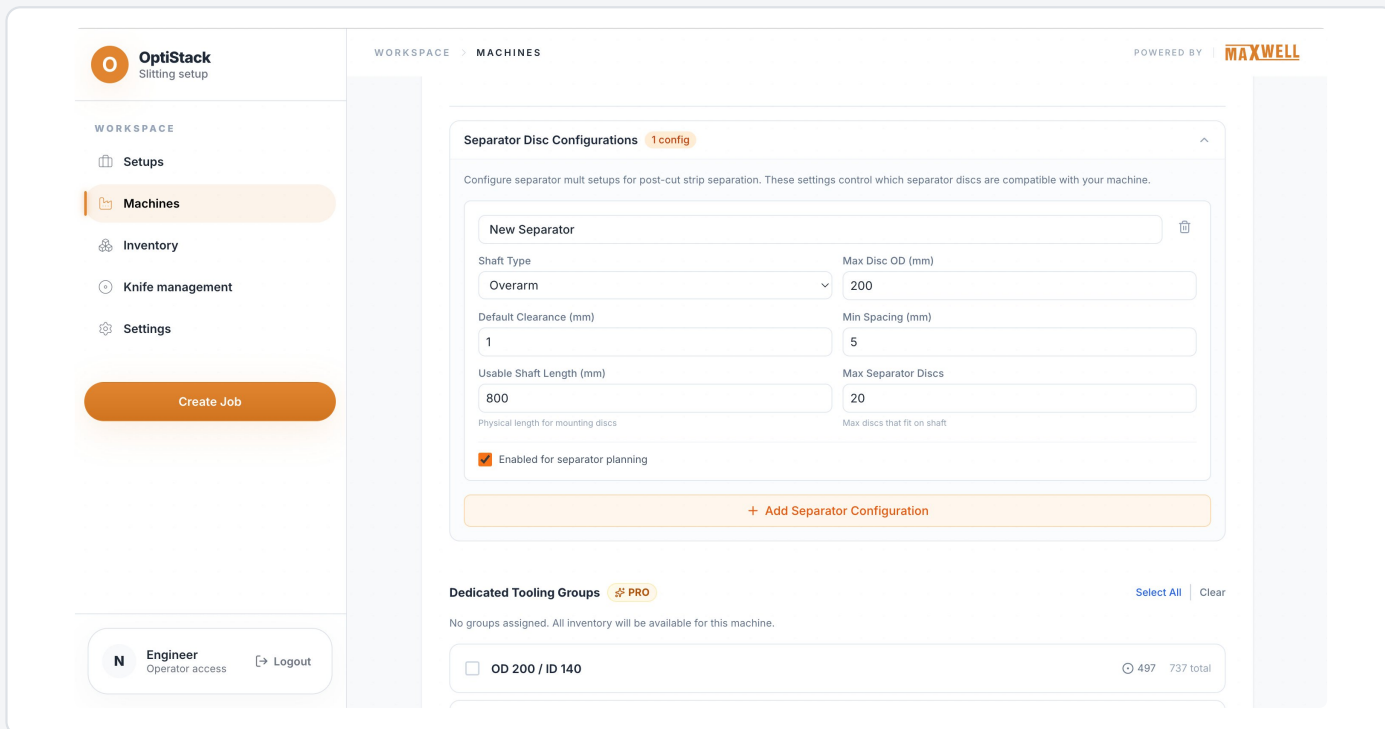 O
OptiStack
Slitting setup
WORKSPACE
Setups
Machines
Inventory
Knife management
Settings
Create Job
N
Engineer
Operator access
Logout
WORKSPACE > MACHINES
POWERED BY MAXWELL
Separator Disc Configurations 1 config
Configure separator mult setups for post-cut strip separation. These settings control which separator discs are compatible with your machine.
New Separator
Shaft Type
Overarm
Max Disc OD (mm)
200
Default Clearance (mm)
1
Min Spacing (mm)
5
Usable Shaft Length (mm)
800
Physical length for mounting discs
Max Separator Discs
20
Max discs that fit on shaft
Enabled for separator planning
+ Add Separator Configuration
Dedicated Tooling Groups PRO
Select All Clear
No groups assigned. All inventory will be available for this machine.
OD 200 / ID 140
497 737 total